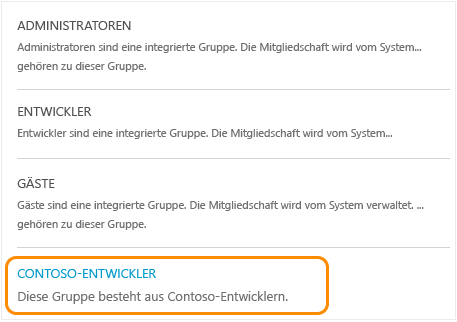 ADMINISTRATOREN
Administratoren sind eine integrierte Gruppe. Die Mitgliedschaft wird vom System...
gehören zu dieser Gruppe.
ENTWICKLER
Entwickler sind eine integrierte Gruppe. Die Mitgliedschaft wird vom System...
GÄSTE
Gäste sind eine integrierte Gruppe. Die Mitgliedschaft wird vom System verwaltet. ...
gehören zu dieser Gruppe.
CONTOSO-ENTWICKLER
Diese Gruppe besteht aus Contoso-Entwicklern.